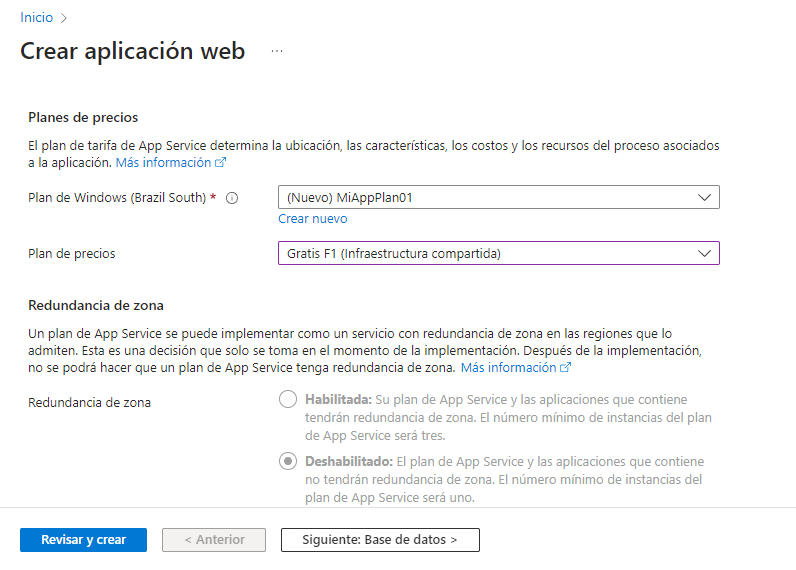 Inicio >
Crear aplicación web ...
Planes de precios
El plan de tarifa de App Service determina la ubicación, las características, los costos y los recursos del proceso asociados
a la aplicación. Más información
Plan de Windows (Brazil South) *
(Nuevo) MiAppPlan01
Crear nuevo
Plan de precios
Gratis F1 (Infraestructura compartida)
Redundancia de zona
Un plan de App Service se puede implementar como un servicio con redundancia de zona en las regiones que lo
admiten. Esta es una decisión que solo se toma en el momento de la implementación. Después de la implementación,
no se podrá hacer que un plan de App Service tenga redundancia de zona. Más información
Redundancia de zona
Habilitada: Su plan de App Service y las aplicaciones que contiene
tendrán redundancia de zona. El número mínimo de instancias del plan
de App Service será tres.
Deshabilitado: El plan de App Service y las aplicaciones que contiene
no tendrán redundancia de zona. El número mínimo de instancias del
plan de App Service será uno.
Revisar y crear
< Anterior
Siguiente: Base de datos >